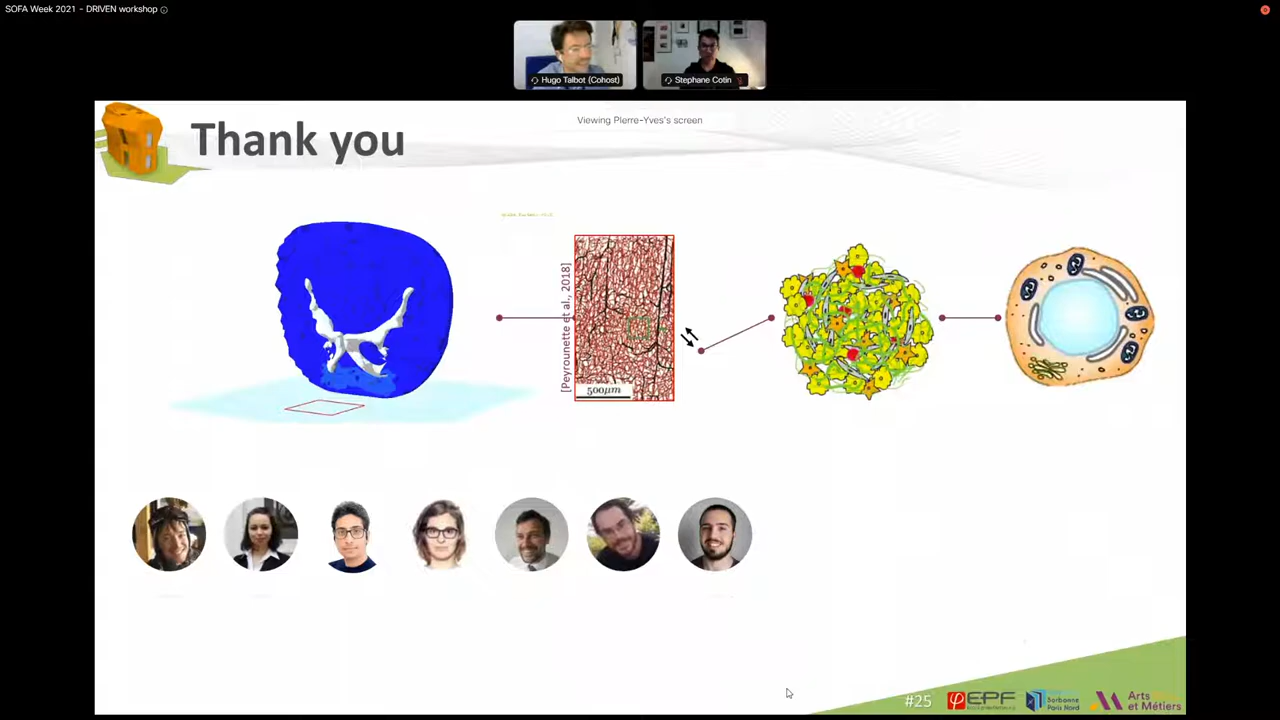 SOFA Week 2021 - DRIVEN workshop
Hugo Talbot (Cohost)
Stephane Cotin
Viewing Pierre-Yves's screen
Thank you
[Peyrounette et al., 2018]
500μm
#25
EPF
Sorbonne
Paris Nord
Arts
et Métiers